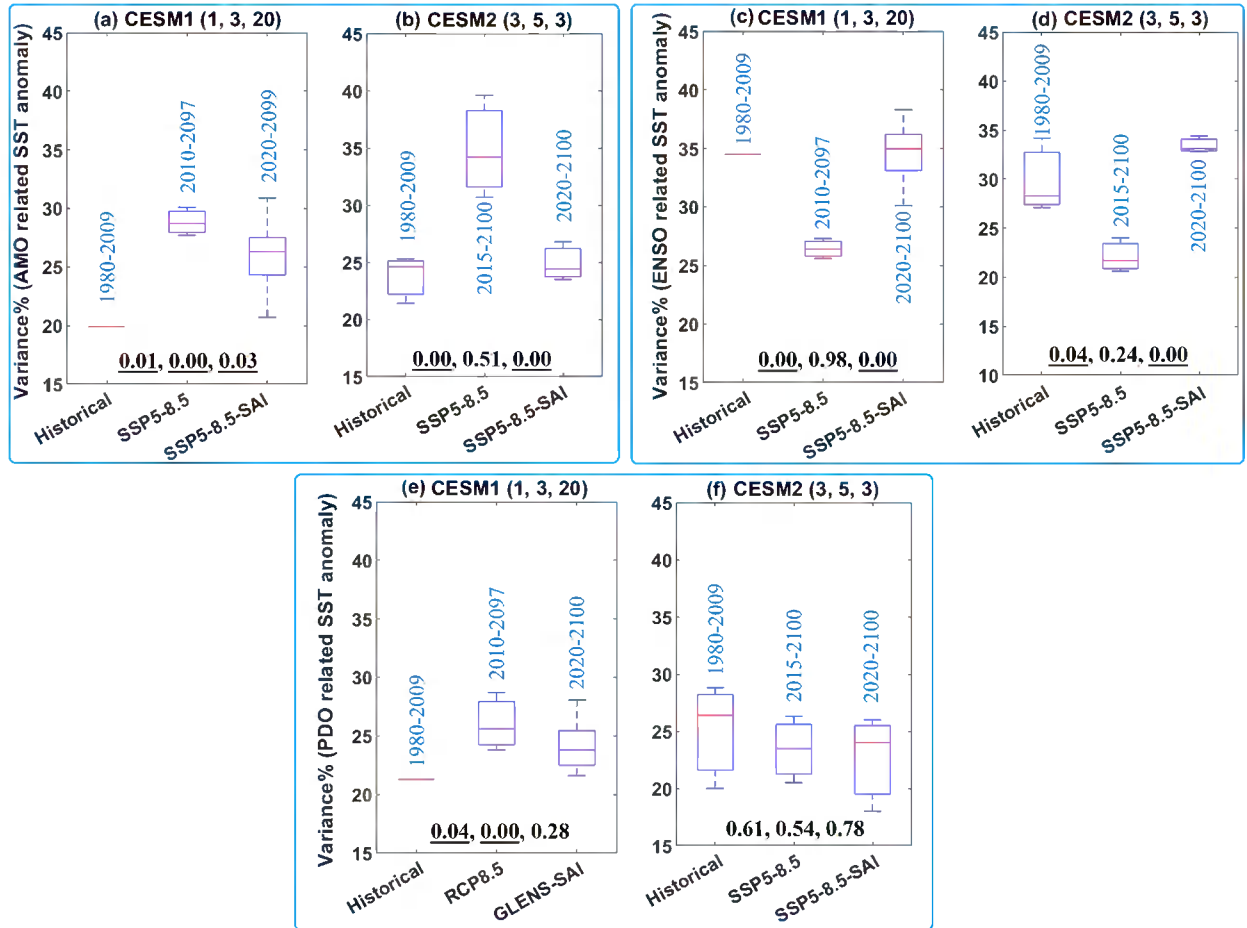 (a) CESM1 (1, 3, 20)
Variance% (AMO related SST anomaly)
45
40
35
30
25
20
15
1980-2009
2010-2097
2020-2099
0.01, 0.00, 0.03
Historical
SSP5-8.5
SSP5-8.5-SAI
(b) CESM2 (3, 5, 3)
45
40
35
30
25
20
15
1980-2009
2015-2100
2020-2100
0.00, 0.51, 0.00
Historical
SSP5-8.5
SSP5-8.5-SAI
(c) CESM1 (1, 3, 20)
Variance% (ENSO related SST anomaly)
45
40
35
30
25
20
15
1980-2009
2010-2097
2020-2100
0.00, 0.98, 0.00
Historical
SSP5-8.5
SSP5-8.5-SAI
(d) CESM2 (3, 5, 3)
45
40
35
30
25
20
15
10
1980-2009
2015-2100
2020-2100
0.04, 0.24, 0.00
Historical
SSP5-8.5
SSP5-8.5-SAI
(e) CESM1 (1, 3, 20)
Variance% (PDO related SST anomaly)
45
40
35
30
25
20
15
1980-2009
2010-2097
2020-2100
0.04, 0.00, 0.28
Historical
RCP8.5
GLENS-SAI
(f) CESM2 (3, 5, 3)
45
40
35
30
25
20
15
1980-2009
2015-2100
2020-2100
0.61, 0.54, 0.78
Historical
SSP5-8.5
SSP5-8.5-SAI